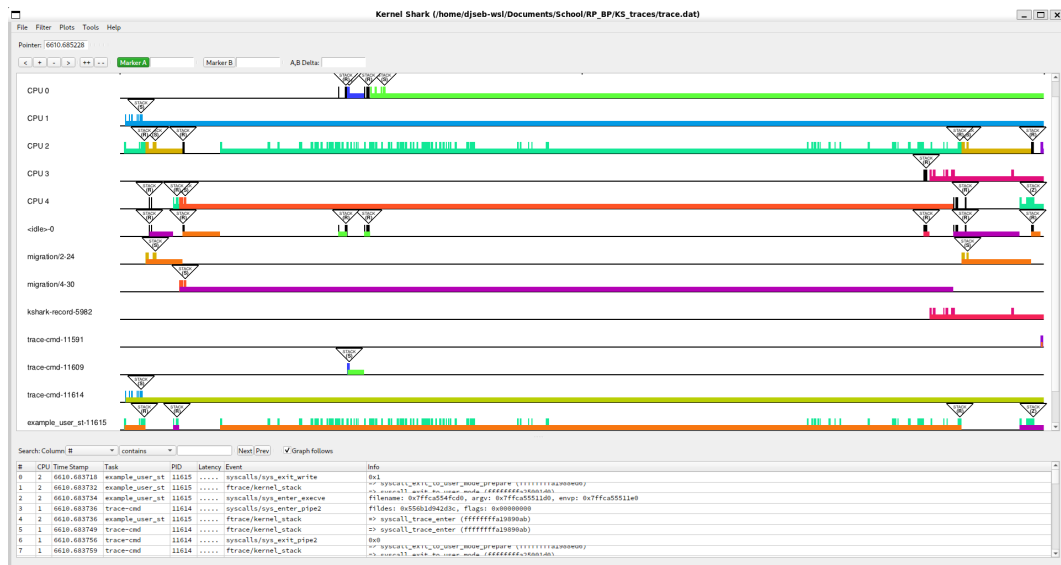 Kernel Shark (/home/djseb-wsl/Documents/School/RP_BP/KS_traces/trace.dat)
File Filter Plots Tools Help
Pointer: 6610.685228
< + - > ++ -- Marker A Marker B A,B Delta:
CPU 0
CPU 1
CPU 2
CPU 3
CPU 4
<idle>-0
migration/2-24
migration/4-30
kshark-record-5982
trace-cmd-11591
trace-cmd-11609
trace-cmd-11614
example_user_st-11615
Search: Column # contains Next Prev Graph follows
# CPU Time Stamp Task PID Latency Event Info
0 2 6610.683718 example_user_st 11615 ..... syscalls/sys_exit_write 0x1
1 2 6610.683732 example_user_st 11615 ..... ftrace/kernel_stack
2 2 6610.683734 example_user_st 11615 ..... syscalls/sys_enter_execve filename: 0x7ffca554fcd0, argv: 0x7ffca55511d0, envp: 0x7ffca55511e0
3 1 6610.683736 trace-cmd 11614 ..... syscalls/sys_enter_pipe2 fildes: 0x556b1d942d3c, flags: 0x00000000
4 2 6610.683736 example_user_st 11615 ..... ftrace/kernel_stack => syscall_trace_enter (ffffffffa19890ab)
5 1 6610.683749 trace-cmd 11614 ..... ftrace/kernel_stack => syscall_trace_enter (ffffffffa19890ab)
6 1 6610.683756 trace-cmd 11614 ..... syscalls/sys_exit_pipe2 0x0
7 1 6610.683759 trace-cmd 11614 ..... ftrace/kernel_stack